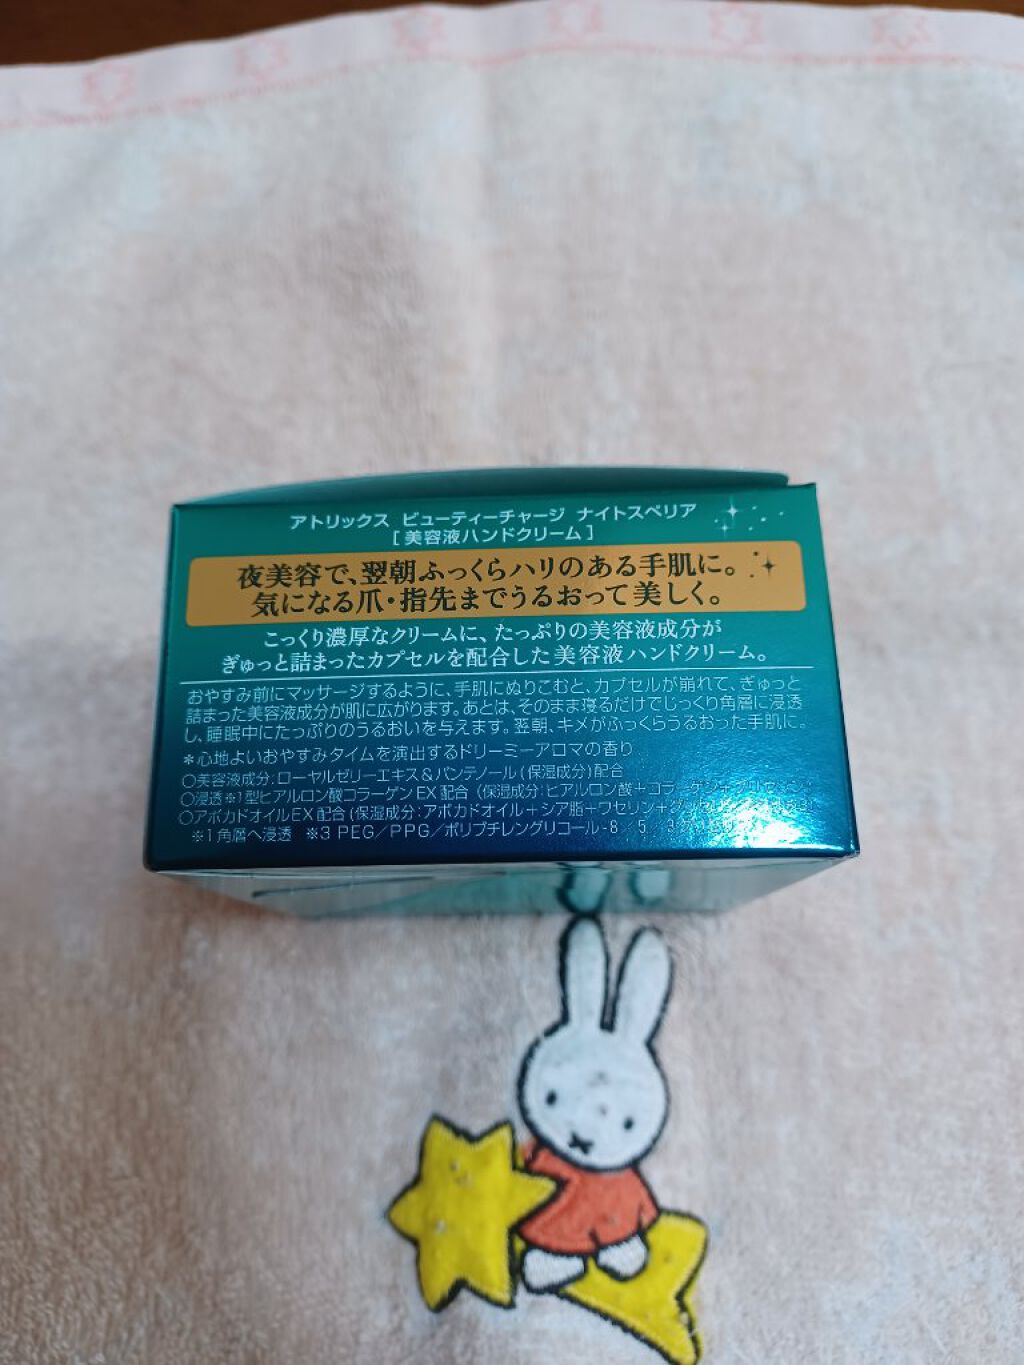 アトリックス ビューティーチャージ ナイトスペリア
[美容液ハンドクリーム]
夜美容で、翌朝ふっくらハリのある手肌に。
気になる爪・指先までうるおって美しく。
こっくり濃厚なクリームに、たっぷりの美容液成分が
ぎゅっと詰まったカプセルを配合した美容液ハンドクリーム。
おやすみ前にマッサージするように、手肌にぬりこむと、カプセルが崩れて、ぎゅっと
詰まった美容液成分が肌に広がります。あとは、そのまま寝るだけでじっくり角層に浸透
し、睡眠中にたっぷりのうるおいを与えます。翌朝、キメがふっくらうるおった手肌に。
*心地よいおやすみタイムを演出するドリーミーアロマの香り
○美容液成分:ローヤルゼリーエキス&パンテノール(保湿成分)配合
○浸透※1型ヒアルロン酸コラーゲンEX配合(保湿成分:ヒアルロン酸+コラーゲン+
○アボカドオイルEX配合(保湿成分:アボカドオイル+シア脂+ワセリン+
※1角層へ浸透 ※3 PEG/PPG/ポリブチレングリコール-8/5/3